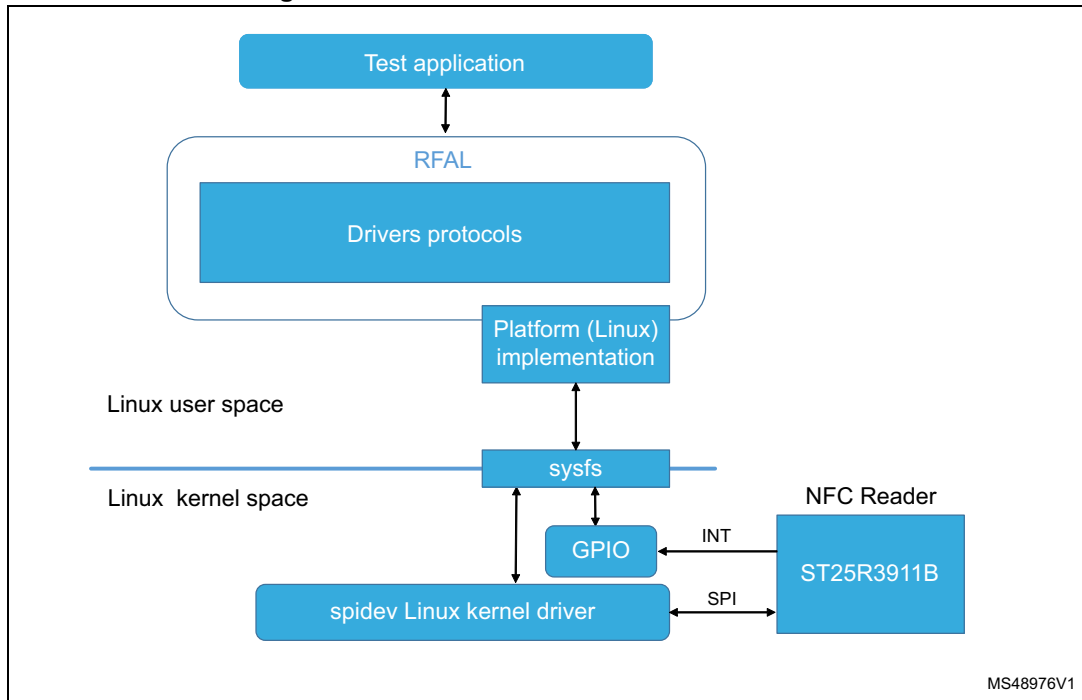 Test application
RFAL
Drivers protocols
Platform (Linux)
implementation
Linux user space
sysfs
Linux kernel space
NFC Reader
GPIO
INT
ST25R3911B
spidev Linux kernel driver
SPI
MS48976V1